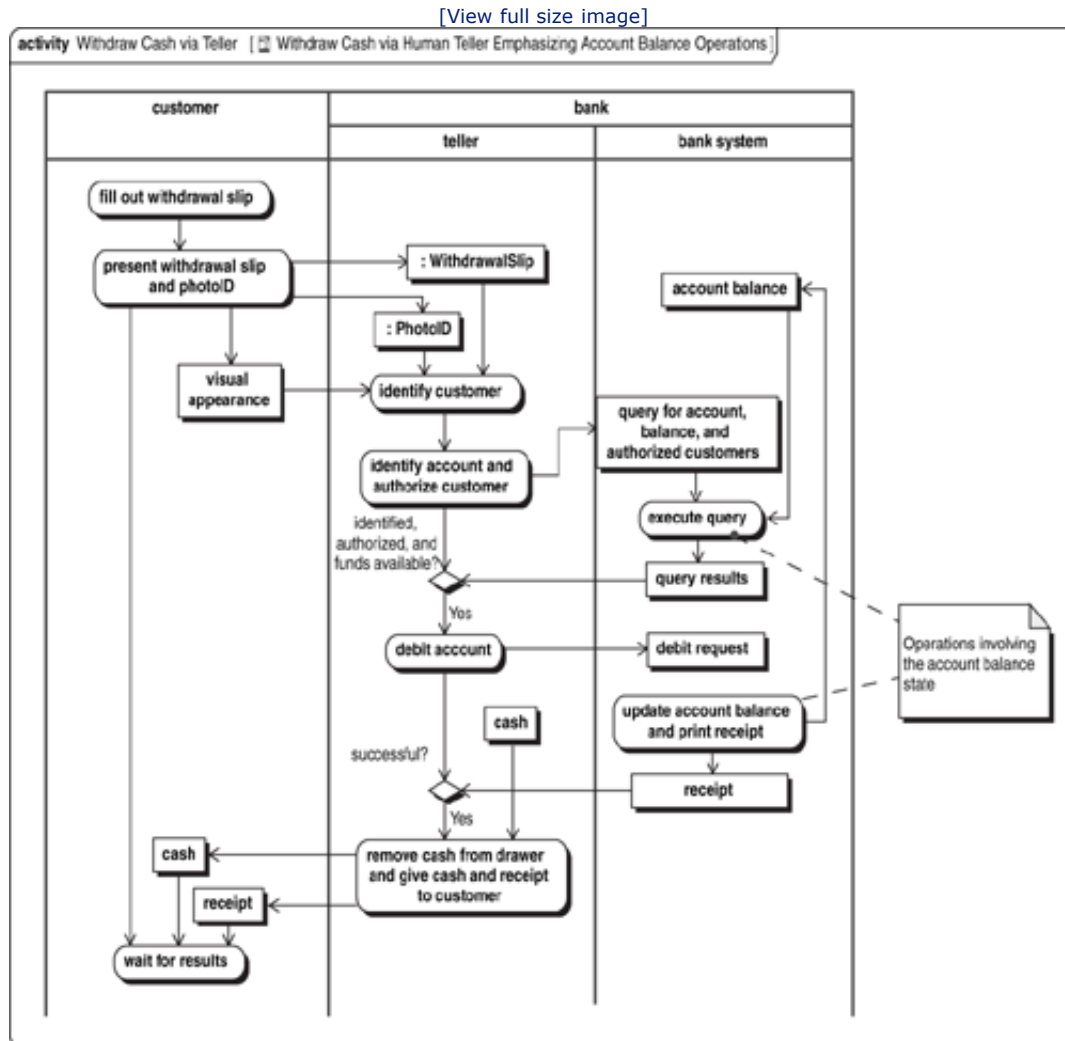 [View full size image]
activity Withdraw Cash via Teller [ Withdraw Cash via Human Teller Emphasizing Account Balance Operations ]
customer
bank
teller
bank system
fill out withdrawal slip
present withdrawal slip
and photoID
: WithdrawalSlip
account balance
: PhotoID
visual
appearance
identify customer
query for account,
balance, and
authorized customers
identify account and
authorize customer
execute query
identified,
authorized, and
funds available?
query results
Yes
debit account
debit request
Operations involving
the account balance
state
update account balance
and print receipt
cash
successful?
receipt
Yes
cash
remove cash from drawer
and give cash and receipt
to customer
receipt
wait for results